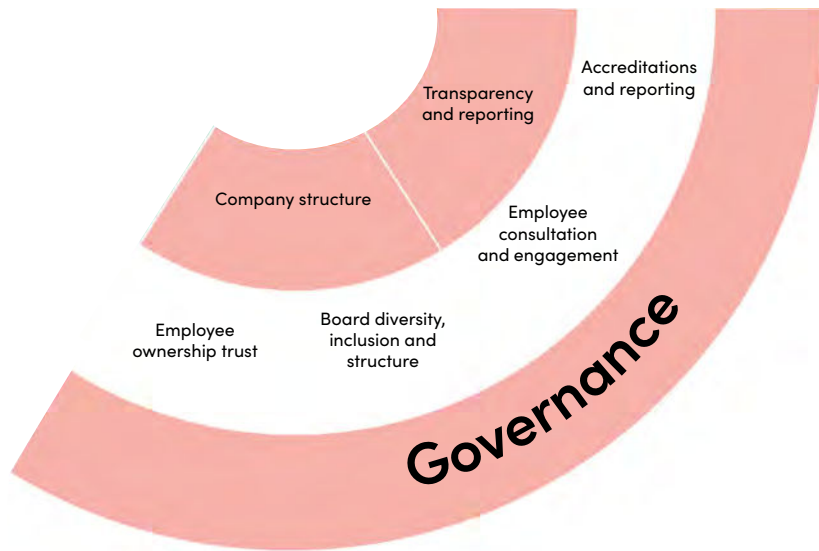 Transparency
and reporting
Accreditations
and reporting
Company structure
Employee
consultation
and engagement
Employee
ownership trust
Board diversity,
inclusion and
structure
Governance